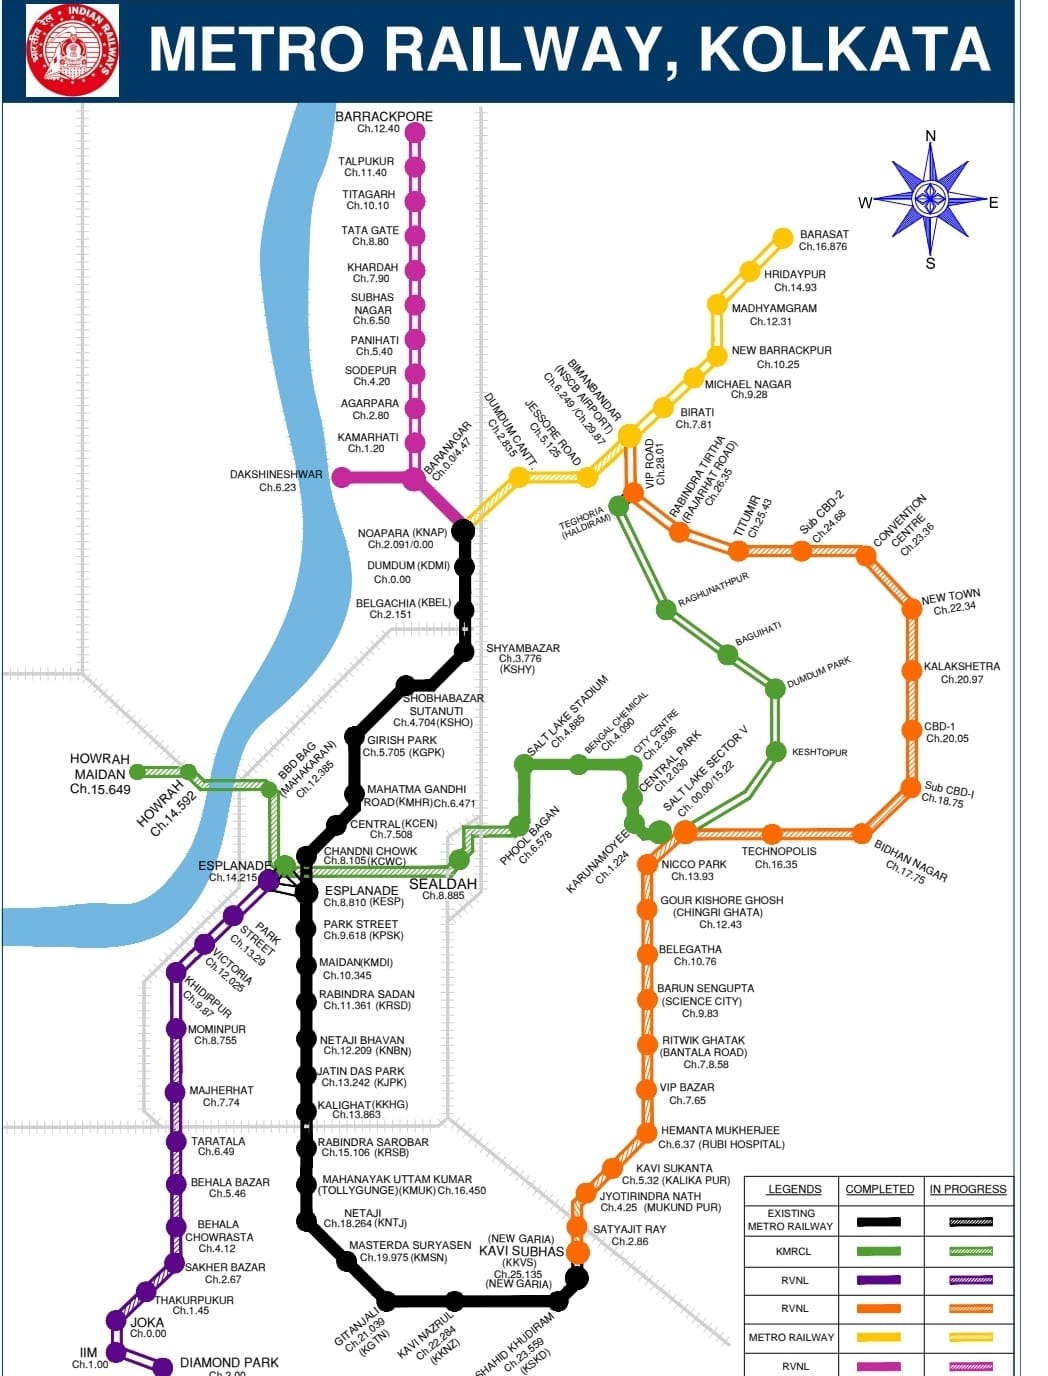 भारतीय रेल INDIAN RAILWAYS
METRO RAILWAY, KOLKATA
N
W
E
S
BARRACKPORE
Ch.12.40
TALPUKUR
Ch.11.40
TITAGARH
Ch.10.10
TATA GATE
Ch.8.80
KHARDAH
Ch.7.90
SUBHAS
NAGAR
Ch.6.50
PANIHATI
Ch.5.40
SODEPUR
Ch.4.20
AGARPARA
Ch.2.80
KAMARHATI
Ch.1.20
DAKSHINESHWAR
Ch.6.23
BARANAGAR
Ch.0.0/4.47
BARASAT
Ch.16.876
HRIDAYPUR
Ch.14.93
MADHYAMGRAM
Ch.12.31
NEW BARRACKPUR
Ch.10.25
MICHAEL NAGAR
Ch.9.28
BIRATI
Ch.7.81
BIMANBANDAR
(NSCB AIRPORT)
Ch.6.249 /Ch.29.87
JESSORE ROAD
Ch.5.125
DUMDUM CANTT.
Ch.2.835
VIP ROAD
Ch.28.01
RABINDRA TIRTHA
(RAJARHAT ROAD)
Ch.26.35
TITUMIR
Ch.25.43
Sub CBD-2
Ch.24.68
CONVENTION
CENTRE
Ch.23.36
NEW TOWN
Ch.22.34
KALAKSHETRA
Ch.20.97
CBD-1
Ch.20.05
Sub CBD-I
Ch.18.75
BIDHAN NAGAR
Ch.17.75
TECHNOPOLIS
Ch.16.35
TEGHORIA
(HALDIRAM)
RAGHUNATHPUR
BAGUIHATI
DUMDUM PARK
KESHTOPUR
SALT LAKE SECTOR V
Ch. 00.00/15.22
CENTRAL PARK
Ch.2.030
CITY CENTRE
Ch.2.936
BENGAL CHEMICAL
Ch.4.090
SALT LAKE STADIUM
Ch.4.885
KARUNAMOYEE
Ch.1.224
PHOOL BAGAN
Ch.6.578
SEALDAH
Ch.8.885
NOAPARA (KNAP)
Ch.2.091/0.00
DUMDUM (KDMI)
Ch.0.00
BELGACHIA (KBEL)
Ch.2.151
SHYAMBAZAR
Ch.3.776
(KSHY)
SHOBHABAZAR
SUTANUTI
Ch.4.704(KSHO)
GIRISH PARK
Ch.5.705 (KGPK)
MAHATMA GANDHI
ROAD(KMHR)Ch.6.471
CENTRAL(KCEN)
Ch.7.508
CHANDNI CHOWK
Ch.8.105(KCWC)
HOWRAH
MAIDAN
Ch.15.649
HOWRAH
Ch.14.592
BBD BAG
(MAHAKARAN)
Ch.12.385
ESPLANADE
Ch.14.215
ESPLANADE
Ch.8.810 (KESP)
PARK STREET
Ch.9.618 (KPSK)
MAIDAN(KMDI)
Ch.10.345
RABINDRA SADAN
Ch.11.361 (KRSD)
NETAJI BHAVAN
Ch.12.209 (KNBN)
JATIN DAS PARK
Ch.13.242 (KJPK)
KALIGHAT(KKHG)
Ch.13.863
RABINDRA SAROBAR
Ch.15.106 (KRSB)
MAHANAYAK UTTAM KUMAR
(TOLLYGUNGE)(KMUK) Ch.16.450
NETAJI
Ch.18.264 (KNTJ)
MASTERDA SURYASEN
Ch.19.975 (KMSN)
GITANJALI
Ch.21.039
(KGTN)
KAVI NAZRUL
Ch.22.284
(KKNZ)
SHAHID KHUDIRAM
Ch.23.559
(KSKD)
(NEW GARIA)
KAVI SUBHAS
(KKVS)
Ch.25.135
(NEW GARIA)
PARK
STREET
Ch.13.29
VICTORIA
Ch.12.025
KHIDIRPUR
Ch.9.87
MOMINPUR
Ch.8.755
MAJHERHAT
Ch.7.74
TARATALA
Ch.6.49
BEHALA BAZAR
Ch.5.46
BEHALA
CHOWRASTA
Ch.4.12
SAKHER BAZAR
Ch.2.67
THAKURPUKUR
Ch.1.45
JOKA
Ch.0.00
IIM
Ch.1.00
DIAMOND PARK
NICCO PARK
Ch.13.93
GOUR KISHORE GHOSH
(CHINGRI GHATA)
Ch.12.43
BELEGATHA
Ch.10.76
BARUN SENGUPTA
(SCIENCE CITY)
Ch.9.83
RITWIK GHATAK
(BANTALA ROAD)
Ch.7.8.58
VIP BAZAR
Ch.7.65
HEMANTA MUKHERJEE
Ch.6.37 (RUBI HOSPITAL)
KAVI SUKANTA
Ch.5.32 (KALIKA PUR)
JYOTIRINDRA NATH
Ch.4.25 (MUKUND PUR)
SATYAJIT RAY
Ch.2.86
LEGENDS COMPLETED IN PROGRESS
EXISTING
METRO RAILWAY
KMRCL
RVNL
RVNL
METRO RAILWAY
RVNL